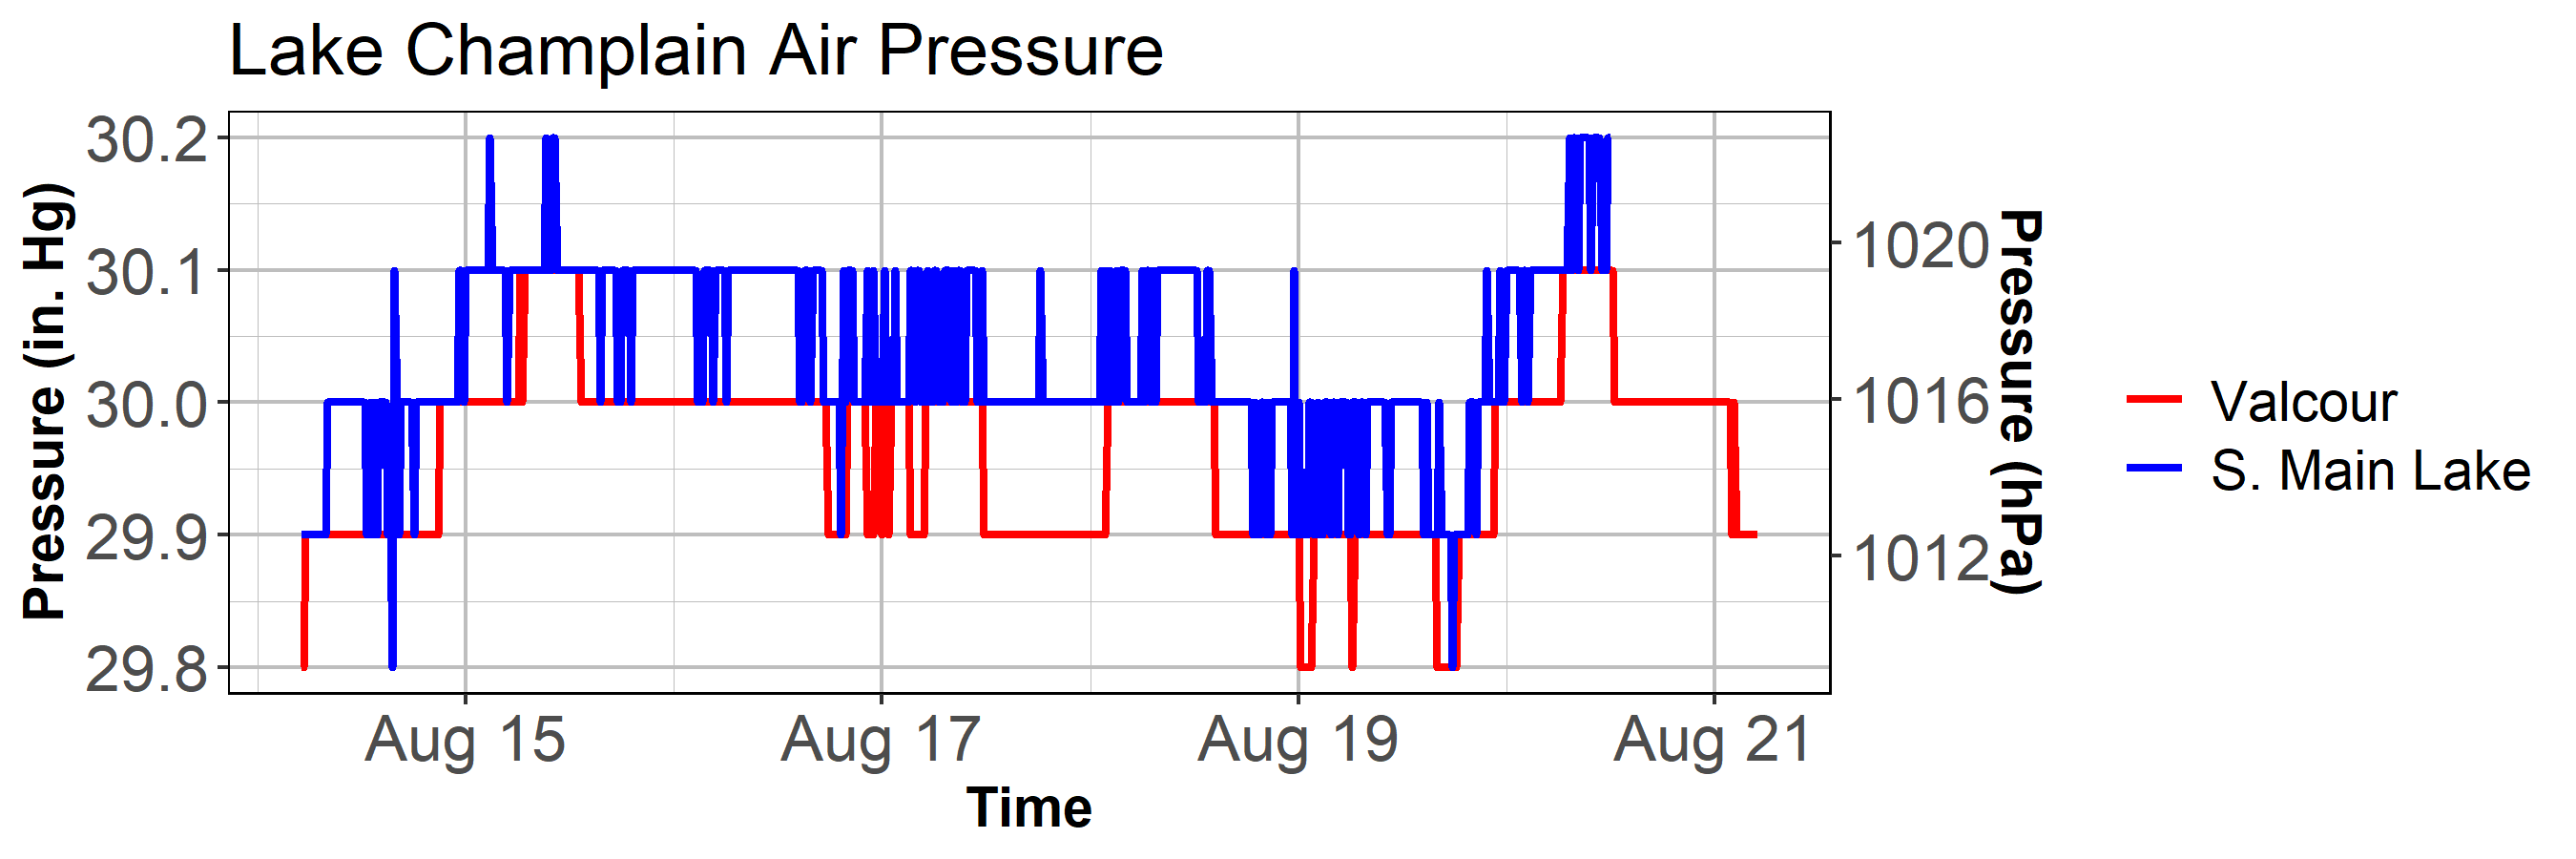 Lake Champlain Air Pressure
30.2
30.1
30.0
29.9
29.8
Pressure (in. Hg)
1020
1016
1012
Pressure (hPa)
Aug 15 Aug 17 Aug 19 Aug 21
Time
Valcour
S. Main Lake